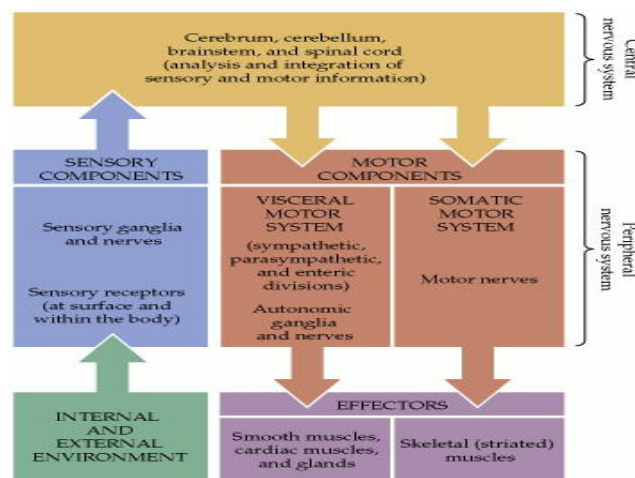 Cerebrum, cerebellum,
brainstem, and spinal cord
(analysis and integration of
sensory and motor information)
Central
nervous system
SENSORY
COMPONENTS
Sensory ganglia
and nerves
Sensory receptors
(at surface and
within the body)
MOTOR
COMPONENTS
VISCERAL
MOTOR
SYSTEM
(sympathetic,
parasympathetic,
and enteric
divisions)
Autonomic
ganglia
and nerves
SOMATIC
MOTOR
SYSTEM
Motor nerves
Peripheral
nervous system
INTERNAL
AND
EXTERNAL
ENVIRONMENT
EFFECTORS
Smooth muscles,
cardiac muscles,
and glands
Skeletal (striated)
muscles